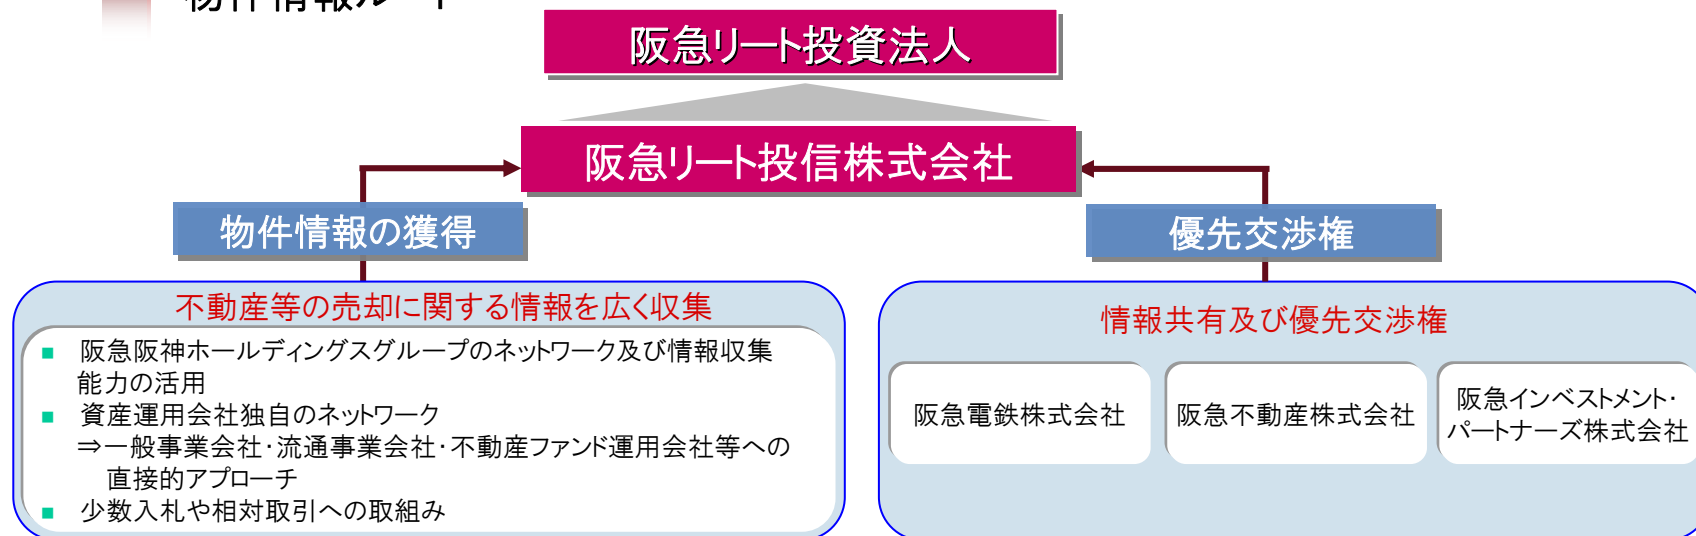 物件情報ルート
阪急リート投資法人
阪急リート投信株式会社
物件情報の獲得
優先交渉権
不動産等の売却に関する情報を広く収集
■ 阪急阪神ホールディングスグループのネットワーク及び情報収集
能力の活用
■ 資産運用会社独自のネットワーク
⇒一般事業会社・流通事業会社・不動産ファンド運用会社等への
直接的アプローチ
■ 少数入札や相対取引への取組み
情報共有及び優先交渉権
阪急電鉄株式会社
阪急不動産株式会社
阪急インベストメント・
パートナーズ株式会社